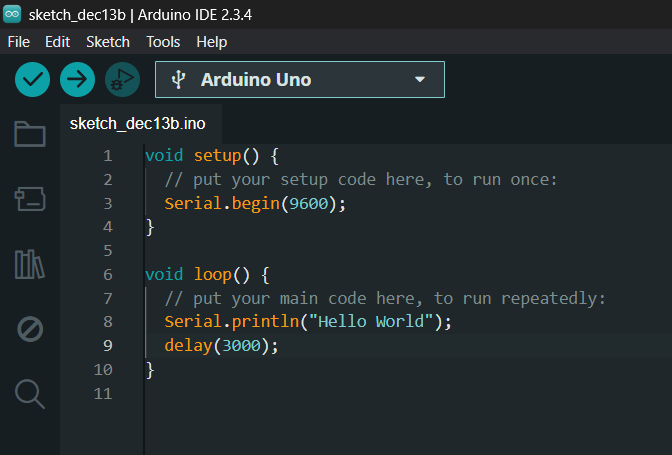 sketch_dec13b | Arduino IDE 2.3.4
File Edit Sketch Tools Help
Arduino Uno
sketch_dec13b.ino
1 void setup() {
2 // put your setup code here, to run once:
3 Serial.begin(9600);
4 }
5
6 void loop() {
7 // put your main code here, to run repeatedly:
8 Serial.println("Hello World");
9 delay(3000);
10 }
11